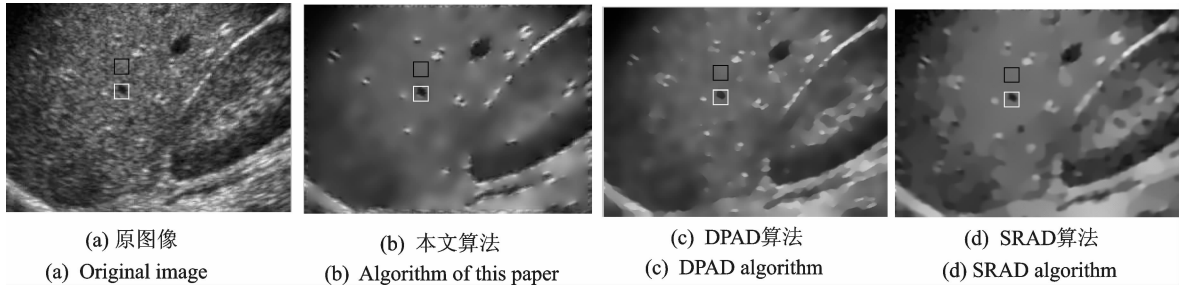 (a) 原图像
(a) Original image
(b) 本文算法
(b) Algorithm of this paper
(c) DPAD算法
(c) DPAD algorithm
(d) SRAD算法
(d) SRAD algorithm